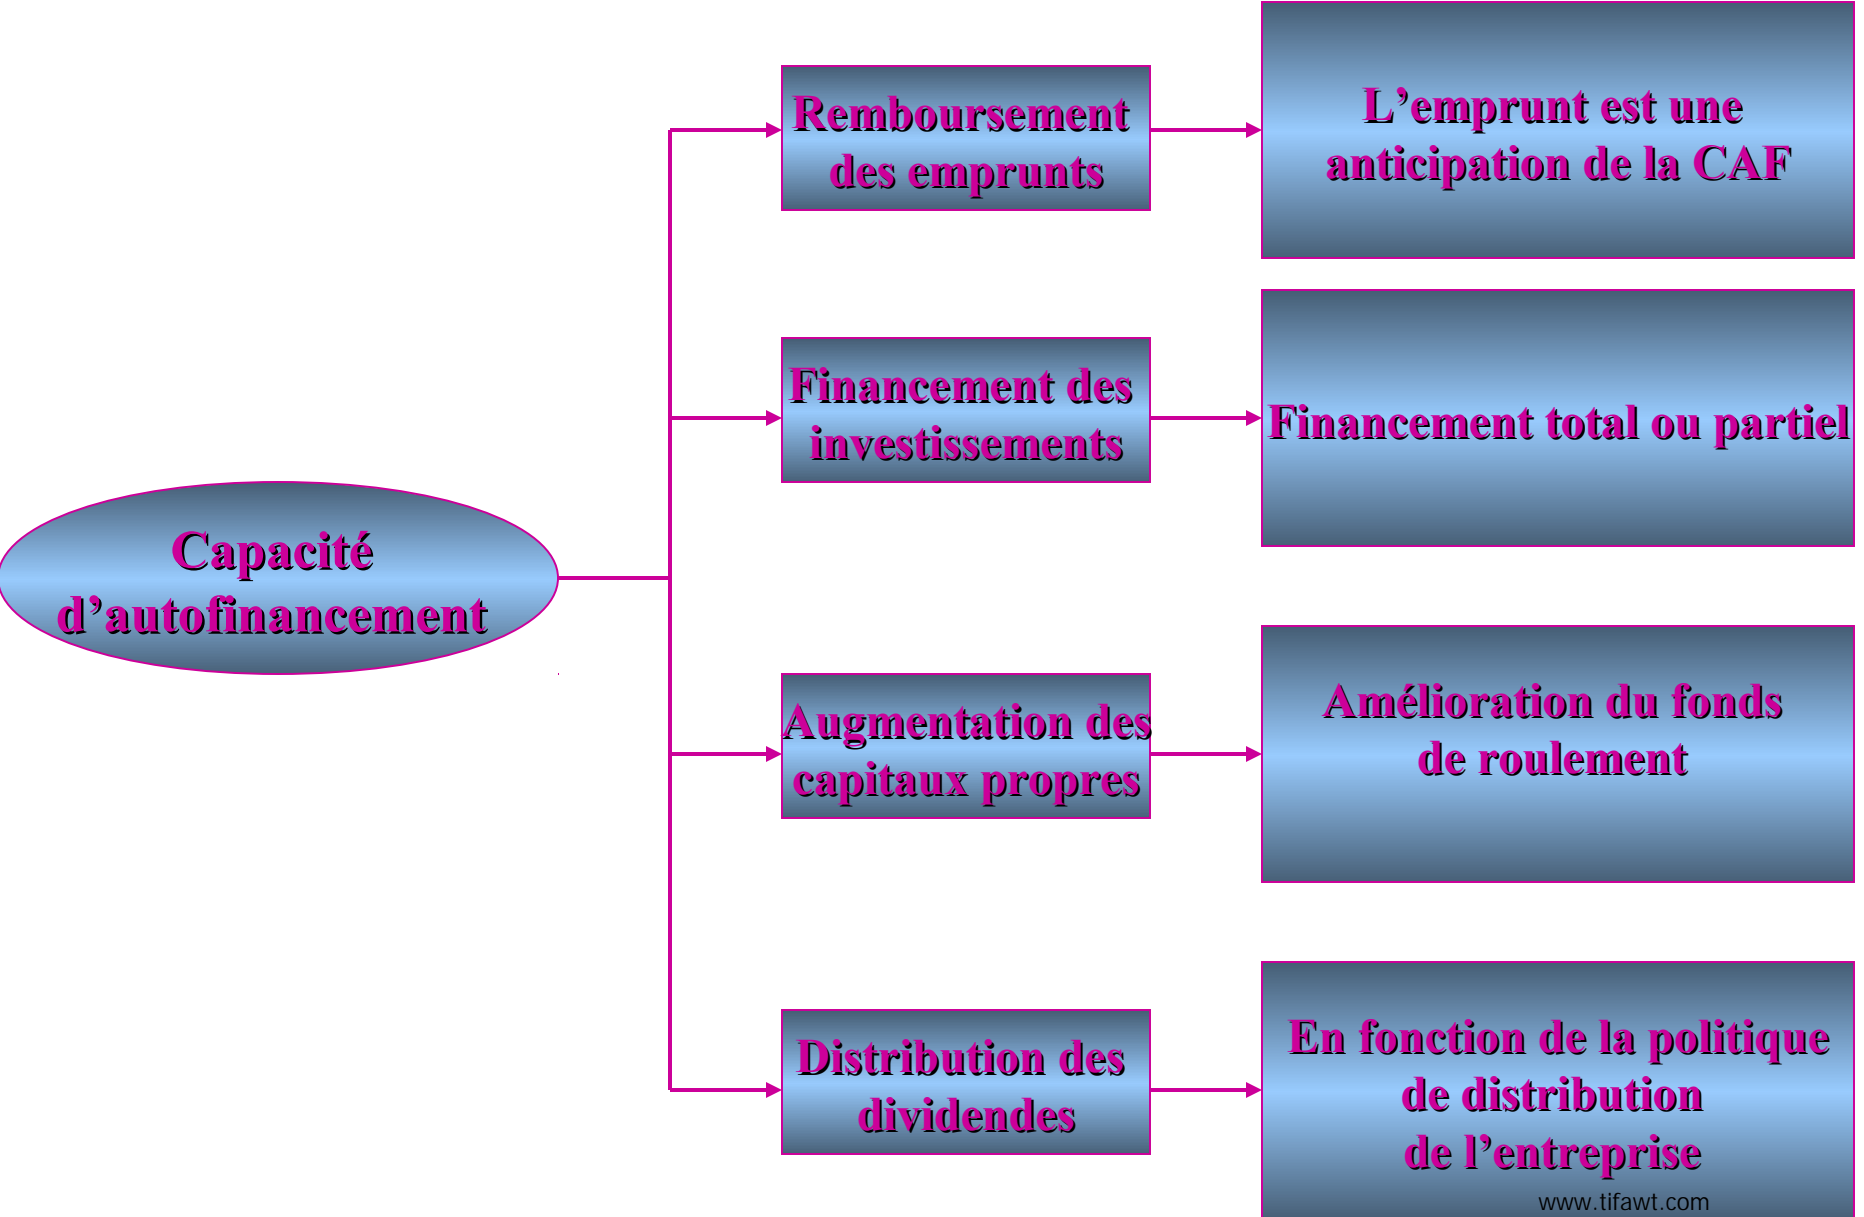 Capacité
d’autofinancement
Remboursement
des emprunts
L’emprunt est une
anticipation de la CAF
Financement des
investissements
Financement total ou partiel
Augmentation des
capitaux propres
Amélioration du fonds
de roulement
Distribution des
dividendes
En fonction de la politique
de distribution
de l’entreprise
www.tifawt.com